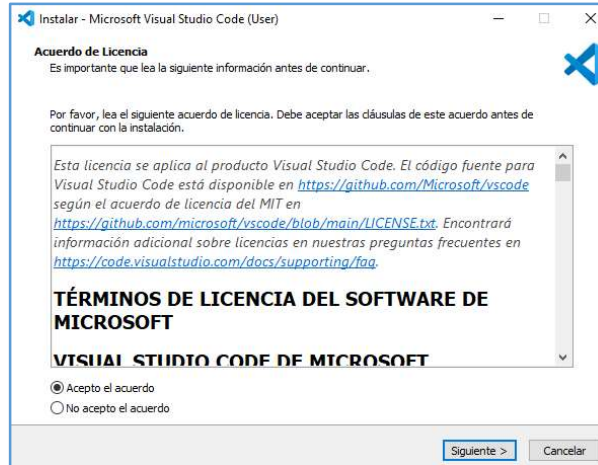 Instalar - Microsoft Visual Studio Code (User)
Acuerdo de Licencia
Es importante que lea la siguiente información antes de continuar.
Por favor, lea el siguiente acuerdo de licencia. Debe aceptar las cláusulas de este acuerdo antes de
continuar con la instalación.
Esta licencia se aplica al producto Visual Studio Code. El código fuente para
Visual Studio Code está disponible en https://github.com/Microsoft/vscode
según el acuerdo de licencia del MIT en
https://github.com/microsoft/vscode/blob/main/LICENSE.txt. Encontrará
información adicional sobre licencias en nuestras preguntas frecuentes en
https://code.visualstudio.com/docs/supporting/faq.
TÉRMINOS DE LICENCIA DEL SOFTWARE DE
MICROSOFT
VISUAL STUDIO CODE DE MICROSOFT
Acepto el acuerdo
No acepto el acuerdo
Siguiente >
Cancelar